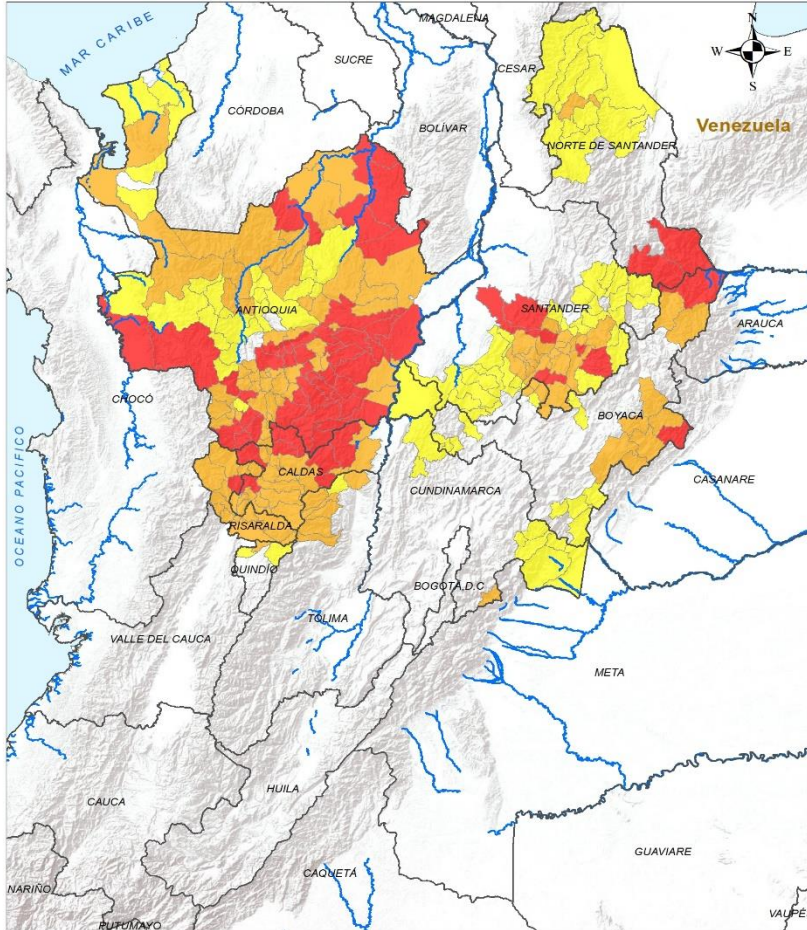 MAGDALENA
N
W E
S
MAR CARIBE
SUCRE
CESAR
CÓRDOBA
BOLÍVAR
Venezuela
NORTE DE SANTANDER
ANTIOQUIA
SANTANDER
ARAUCA
CHOCÓ
BOYACÁ
OCEANO PACIFICO
CALDAS
CUNDINAMARCA
CASANARE
RISARALDA
QUINDÍO
BOGOTÁ,D.C
TOLIMA
VALLE DEL CAUCA
META
HUILA
CAUCA
GUAVIARE
CAQUETÁ
NARIÑO
VAUPÉ
PUTUMAYO